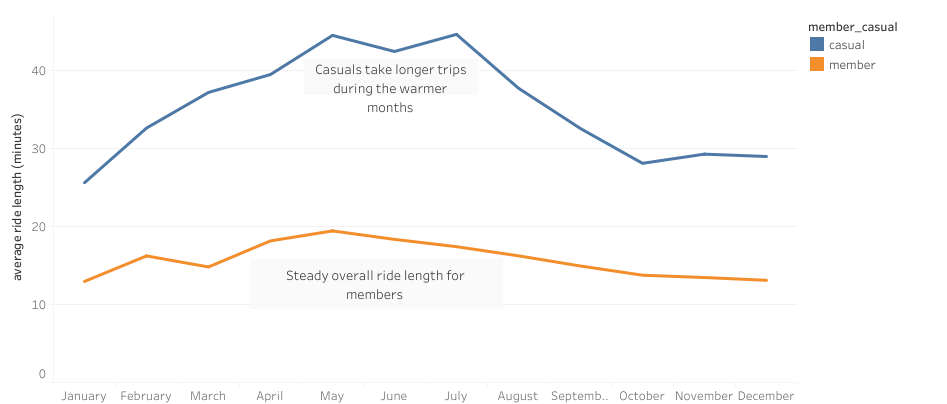 member_casual
casual
member
average ride length (minutes)
40
30
20
10
0
Casuals take longer trips
during the warmer
months
Steady overall ride length for
members
January February March April May June July August Septemb.. October November December